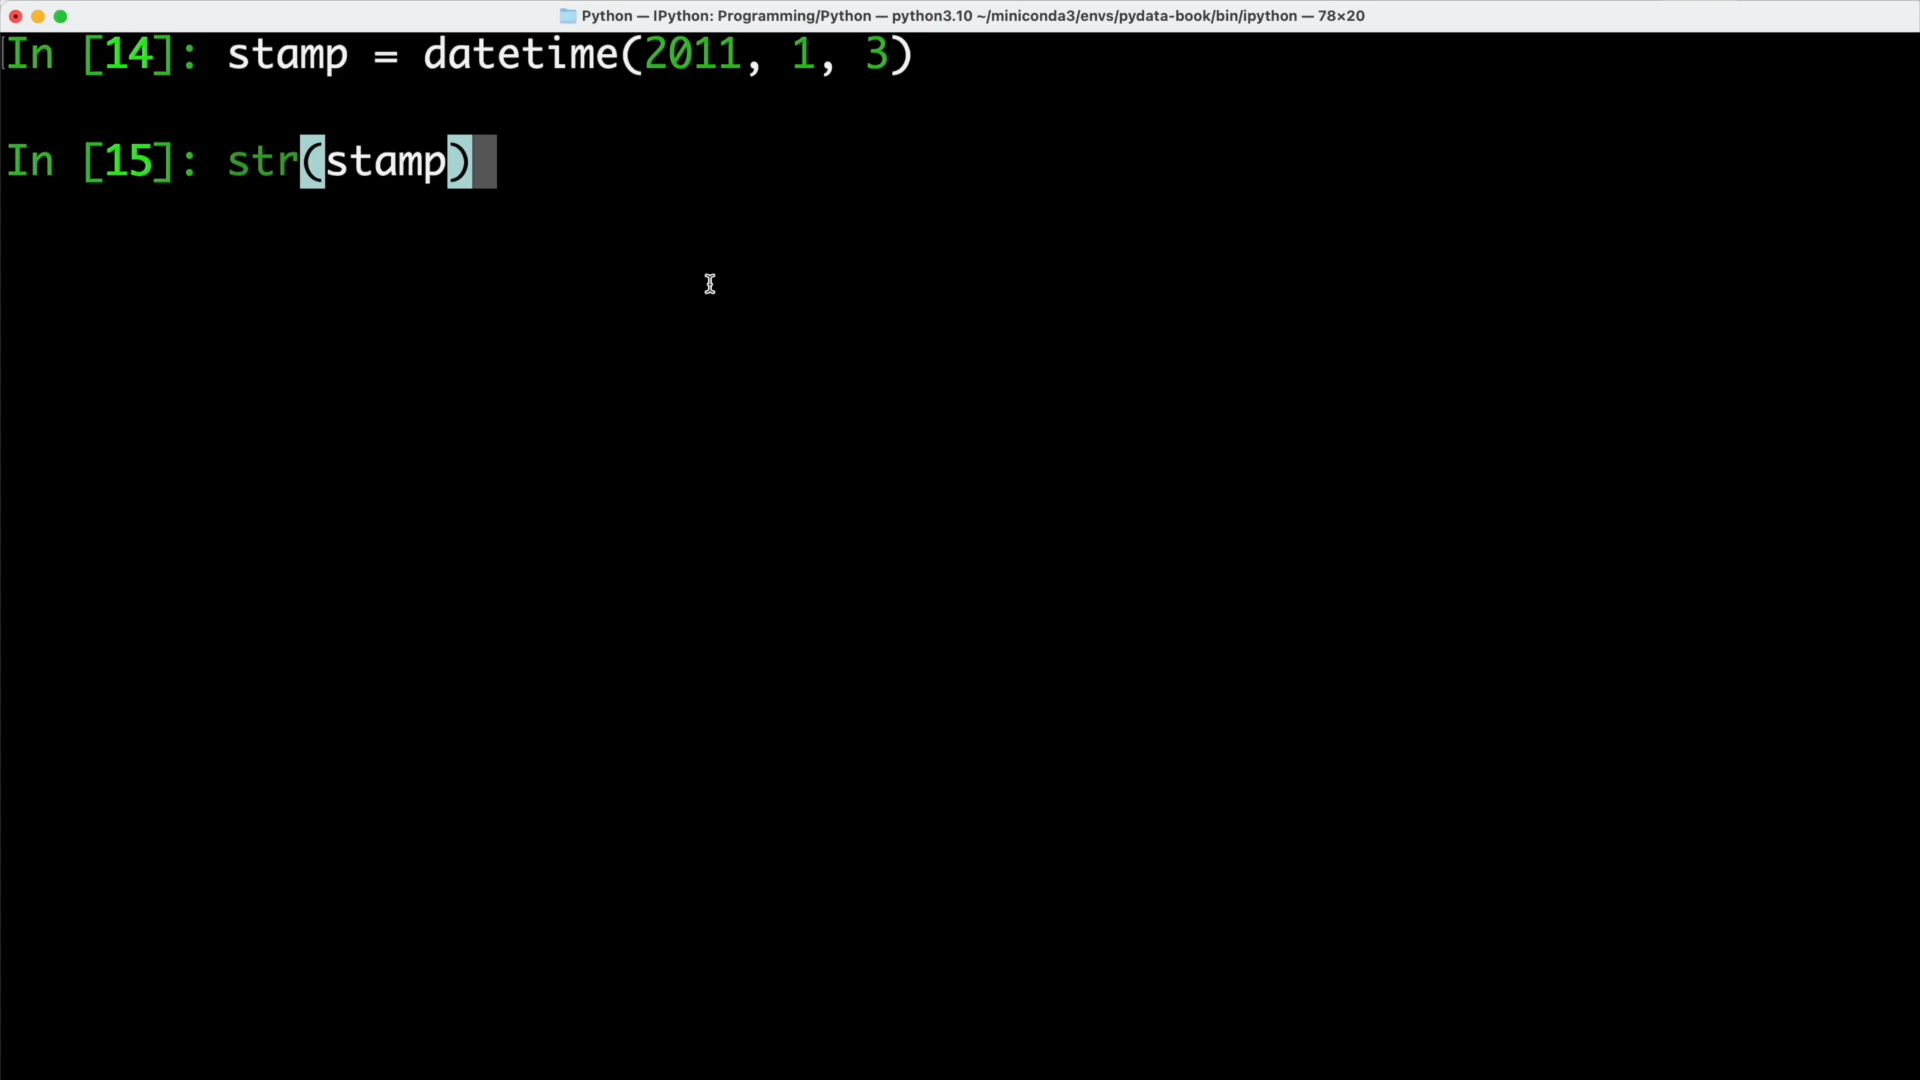 Python — IPython: Programming/Python — python3.10 ~/miniconda3/envs/pydata-book/bin/ipython — 78×20
In [14]: stamp = datetime(2011, 1, 3)
In [15]: str(stamp)